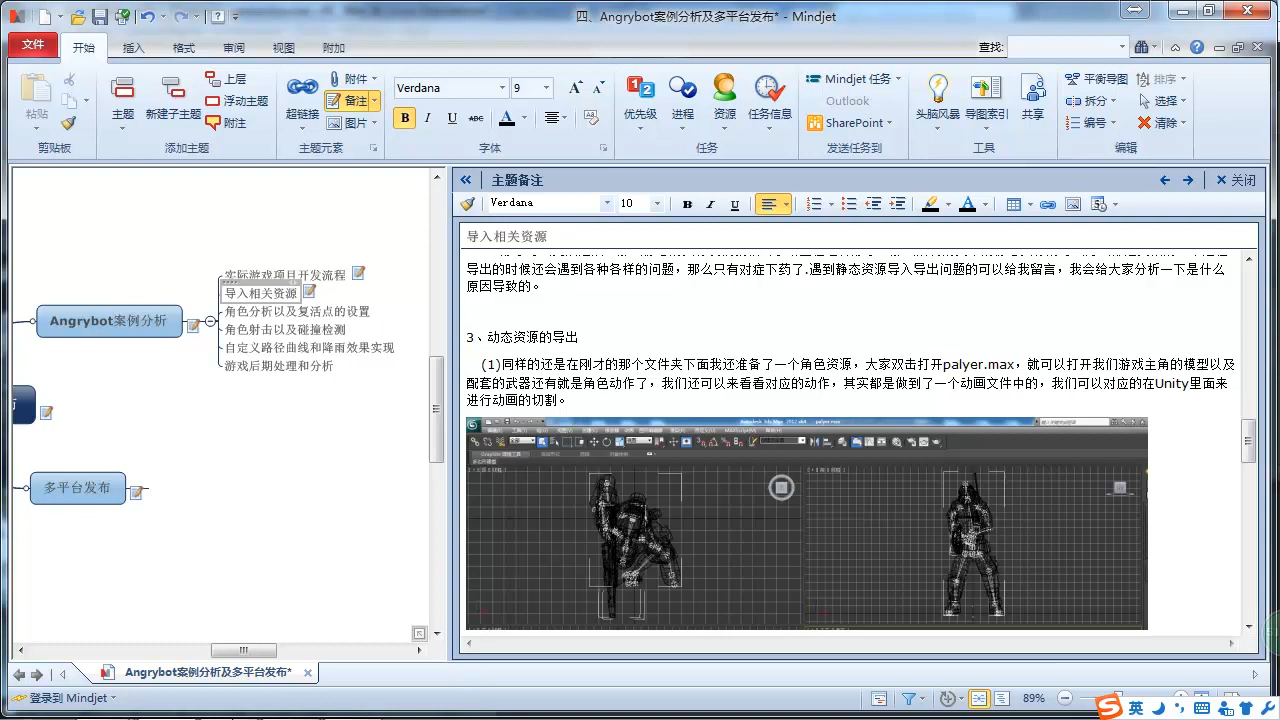 四、Angrybot案例分析及多平台发布* - Mindjet
文件 开始 插入 格式 审阅 视图 附加 查找:
粘贴 主题 新建子主题 上层 浮动主题 附注 超链接 附件 备注 图片 Verdana 9 B I U ABC A 优先级 进程 资源 任务信息 Mindjet 任务 Outlook SharePoint 头脑风暴 导图索引 共享 平衡导图 拆分 编号 排序 选择 清除
剪贴板 添加主题 主题元素 字体 任务 发送任务到 工具 编辑
主题备注 关闭
Verdana 10 B I U A
导入相关资源
导出的时候还会遇到各种各样的问题，那么只有对症下药了.遇到静态资源导入导出问题的可以给我留言，我会给大家分析一下是什么
原因导致的。
3、动态资源的导出
(1)同样的还是在刚才的那个文件夹下面我还准备了一个角色资源，大家双击打开palyer.max，就可以打开我们游戏主角的模型以及
配套的武器还有就是角色动作了，我们还可以来看看对应的动作，其实都是做到了一个动画文件中的，我们可以对应的在Unity里面来
进行动画的切割。
Angrybot案例分析
实际游戏项目开发流程
导入相关资源
角色分析以及复活点的设置
角色射击以及碰撞检测
自定义路径曲线和降雨效果实现
游戏后期处理和分析
多平台发布
Angrybot案例分析及多平台发布*
登录到 Mindjet 89% 英